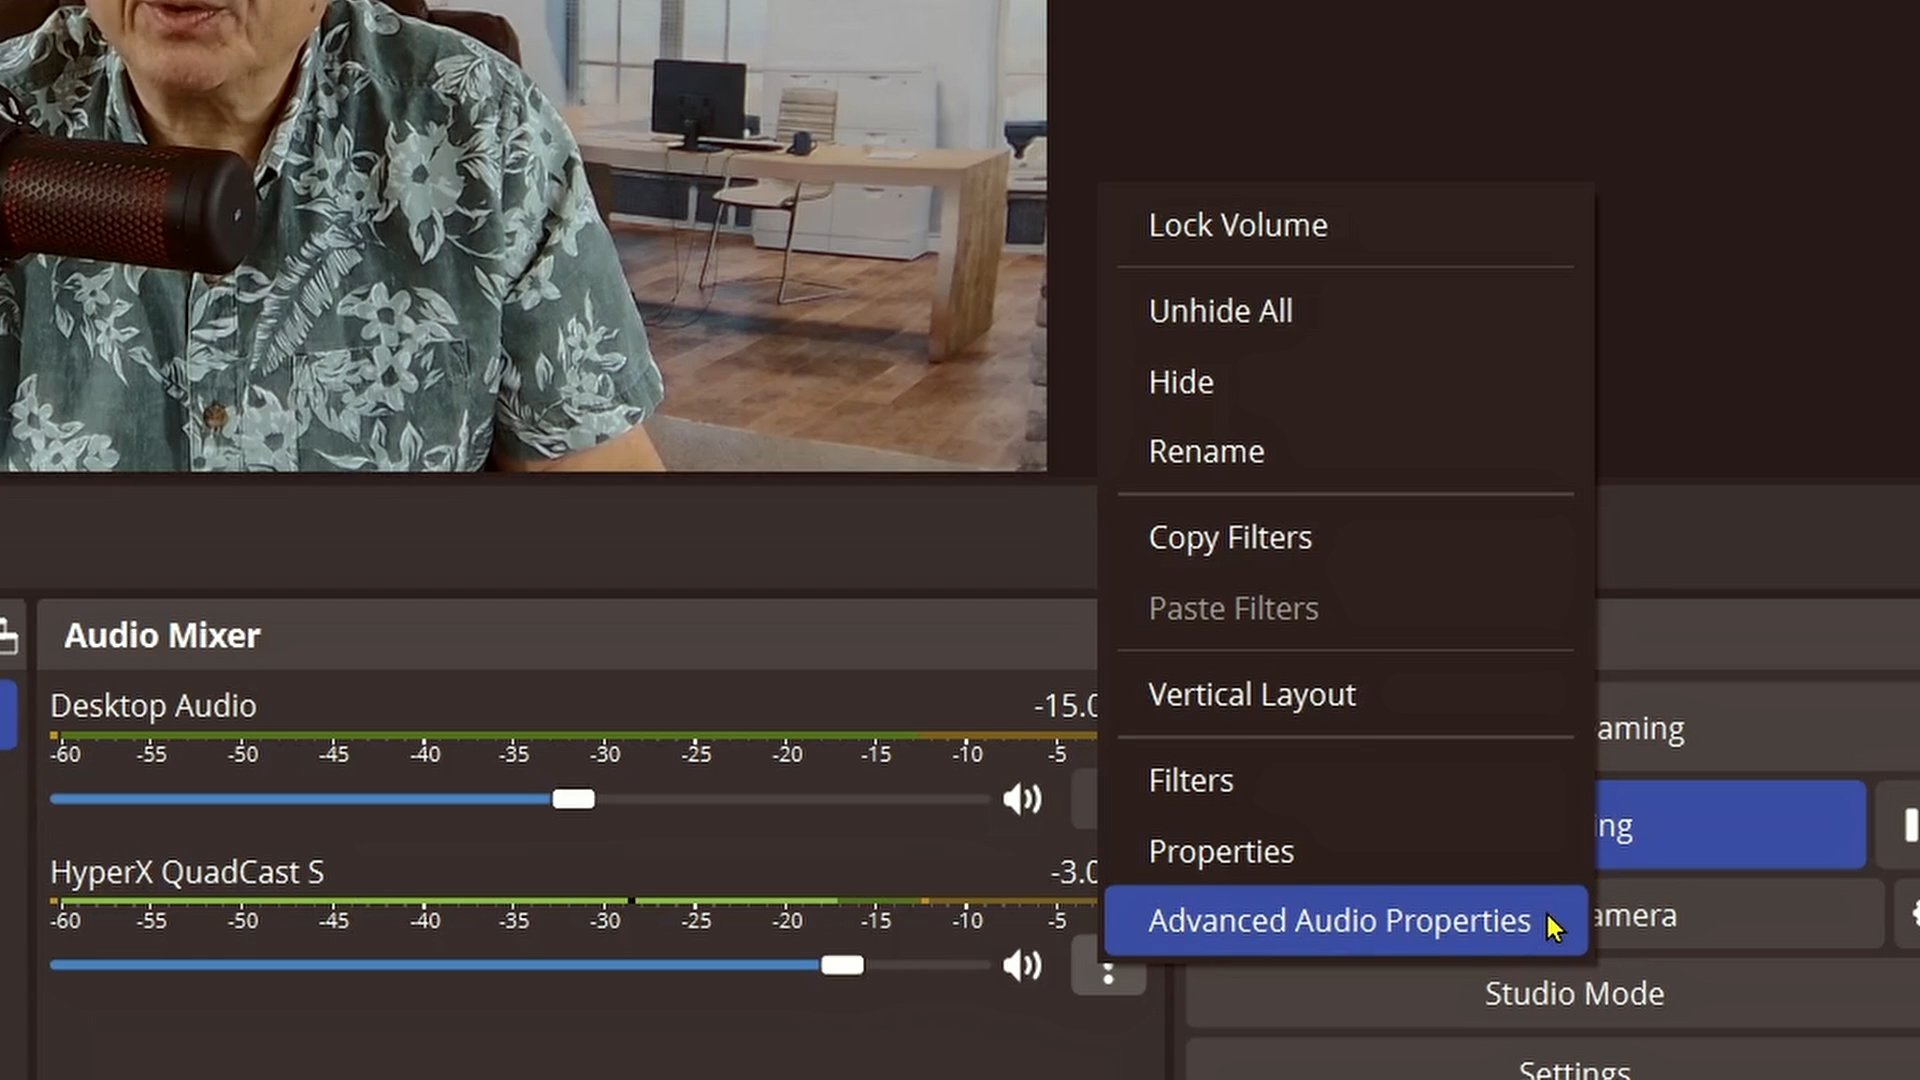 Lock Volume
Unhide All
Hide
Rename
Copy Filters
Paste Filters
Vertical Layout
Filters
Properties
Advanced Audio Properties
Audio Mixer
Desktop Audio -15.0
-60 -55 -50 -45 -40 -35 -30 -25 -20 -15 -10 -5
HyperX QuadCast S -3.0
-60 -55 -50 -45 -40 -35 -30 -25 -20 -15 -10 -5
aming
ing
amera
Studio Mode
Settings